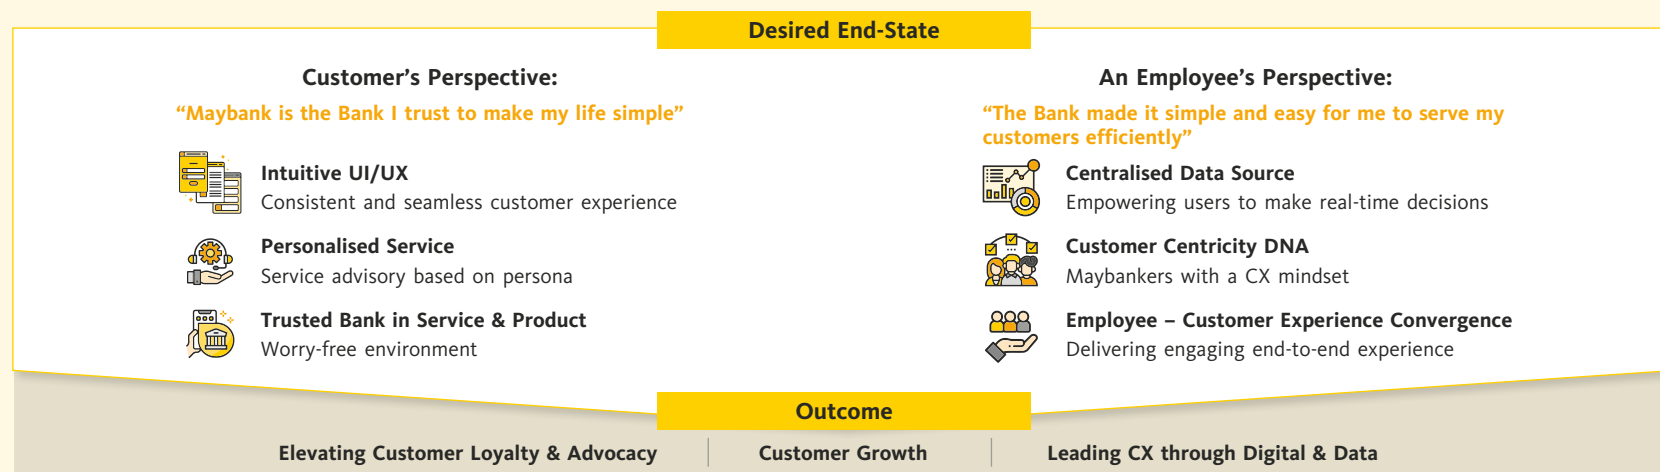 Desired End-State
Customer’s Perspective:
“Maybank is the Bank I trust to make my life simple”
Intuitive UI/UX
Consistent and seamless customer experience
Personalised Service
Service advisory based on persona
Trusted Bank in Service & Product
Worry-free environment
An Employee’s Perspective:
“The Bank made it simple and easy for me to serve my
customers efficiently”
Centralised Data Source
Empowering users to make real-time decisions
Customer Centricity DNA
Maybankers with a CX mindset
Employee – Customer Experience Convergence
Delivering engaging end-to-end experience
Outcome
Elevating Customer Loyalty & Advocacy
Customer Growth
Leading CX through Digital & Data